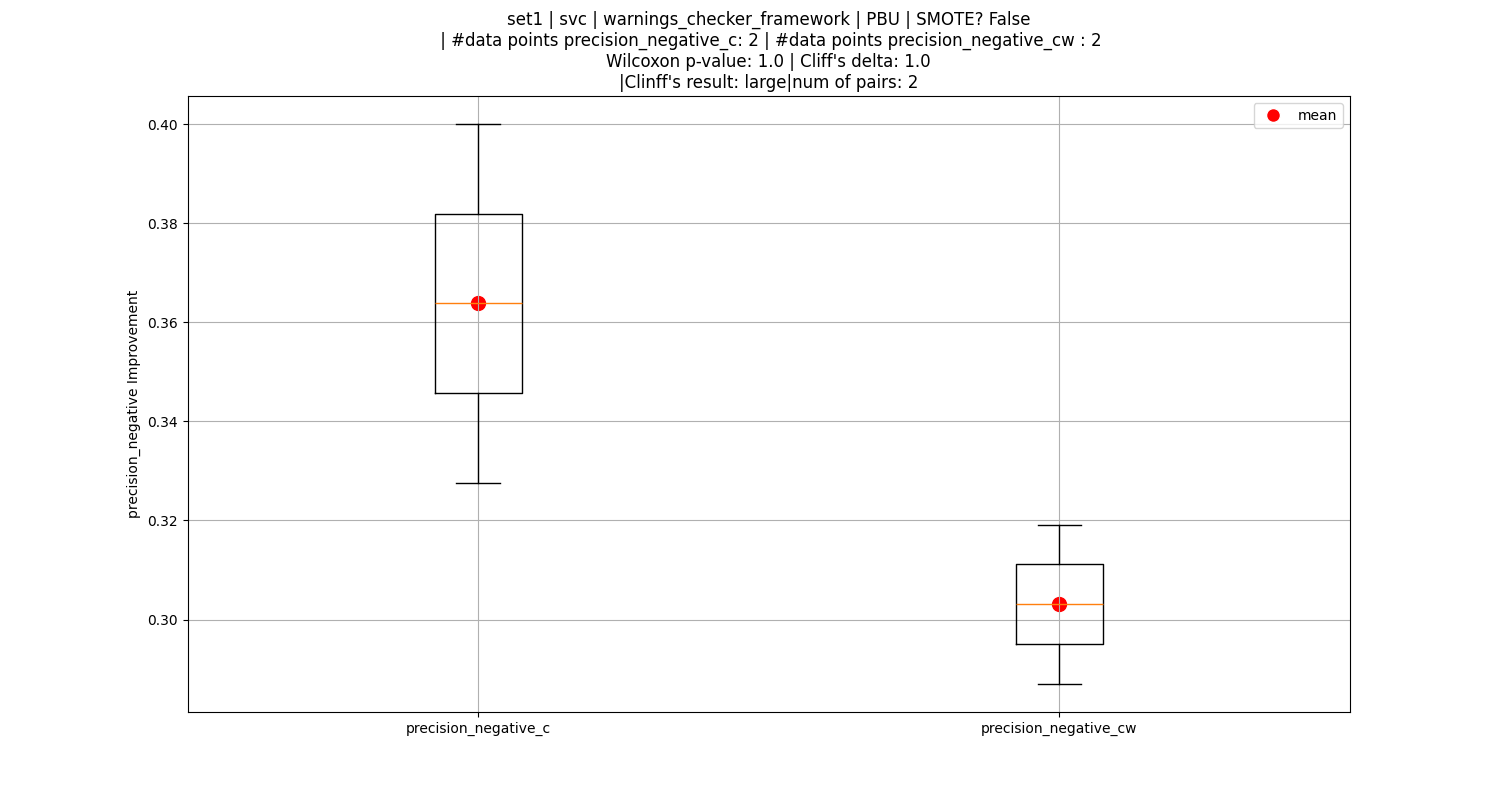 set1 | svc | warnings_checker_framework | PBU | SMOTE? False
| #data points precision_negative_c: 2 | #data points precision_negative_cw : 2
Wilcoxon p-value: 1.0 | Cliff's delta: 1.0
|Clinff's result: large|num of pairs: 2
mean
0.40
0.38
0.36
0.34
0.32
0.30
precision_negative Improvement
precision_negative_c
precision_negative_cw